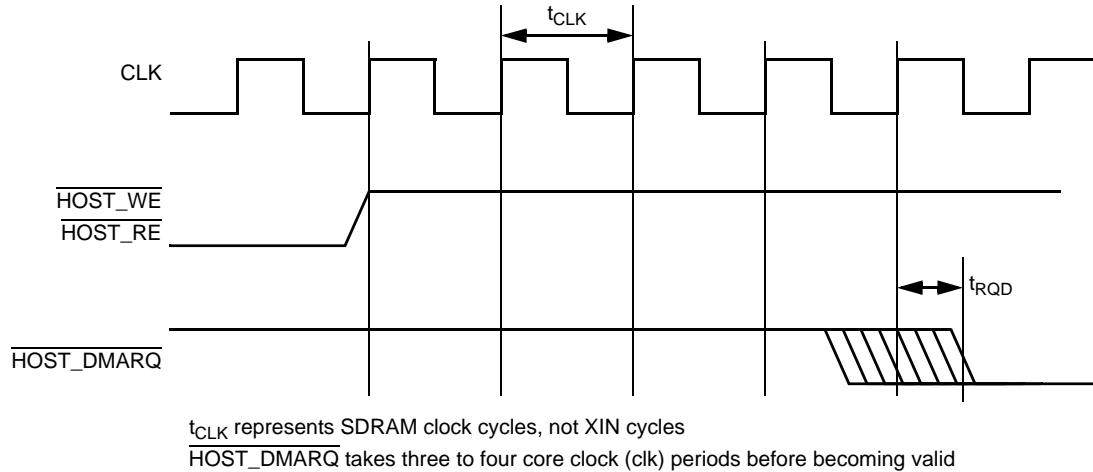 tCLK
CLK
HOST_WE
HOST_RE
tRQD
HOST_DMARQ
tCLK represents SDRAM clock cycles, not XIN cycles
HOST_DMARQ takes three to four core clock (clk) periods before becoming valid